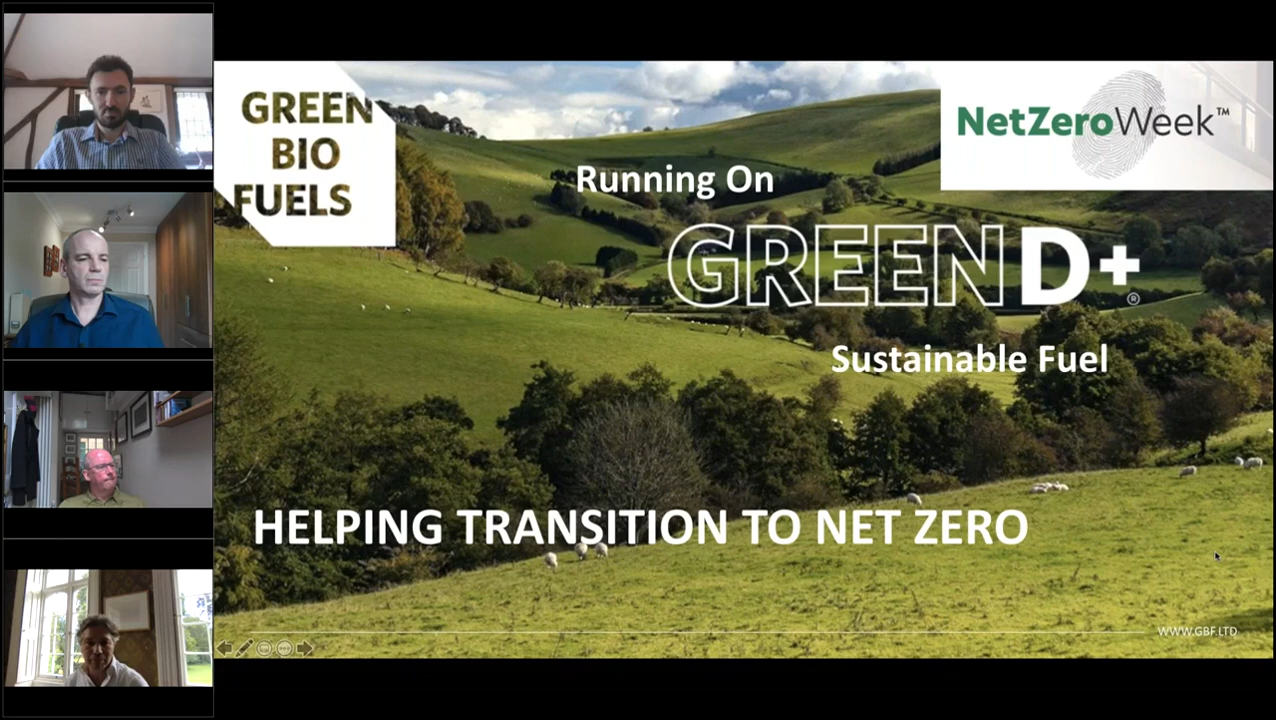 GREEN
BIO
FUELS
NetZeroWeek™
Running On
GREEN D+®
Sustainable Fuel
HELPING TRANSITION TO NET ZERO
WWW.GBF.LTD